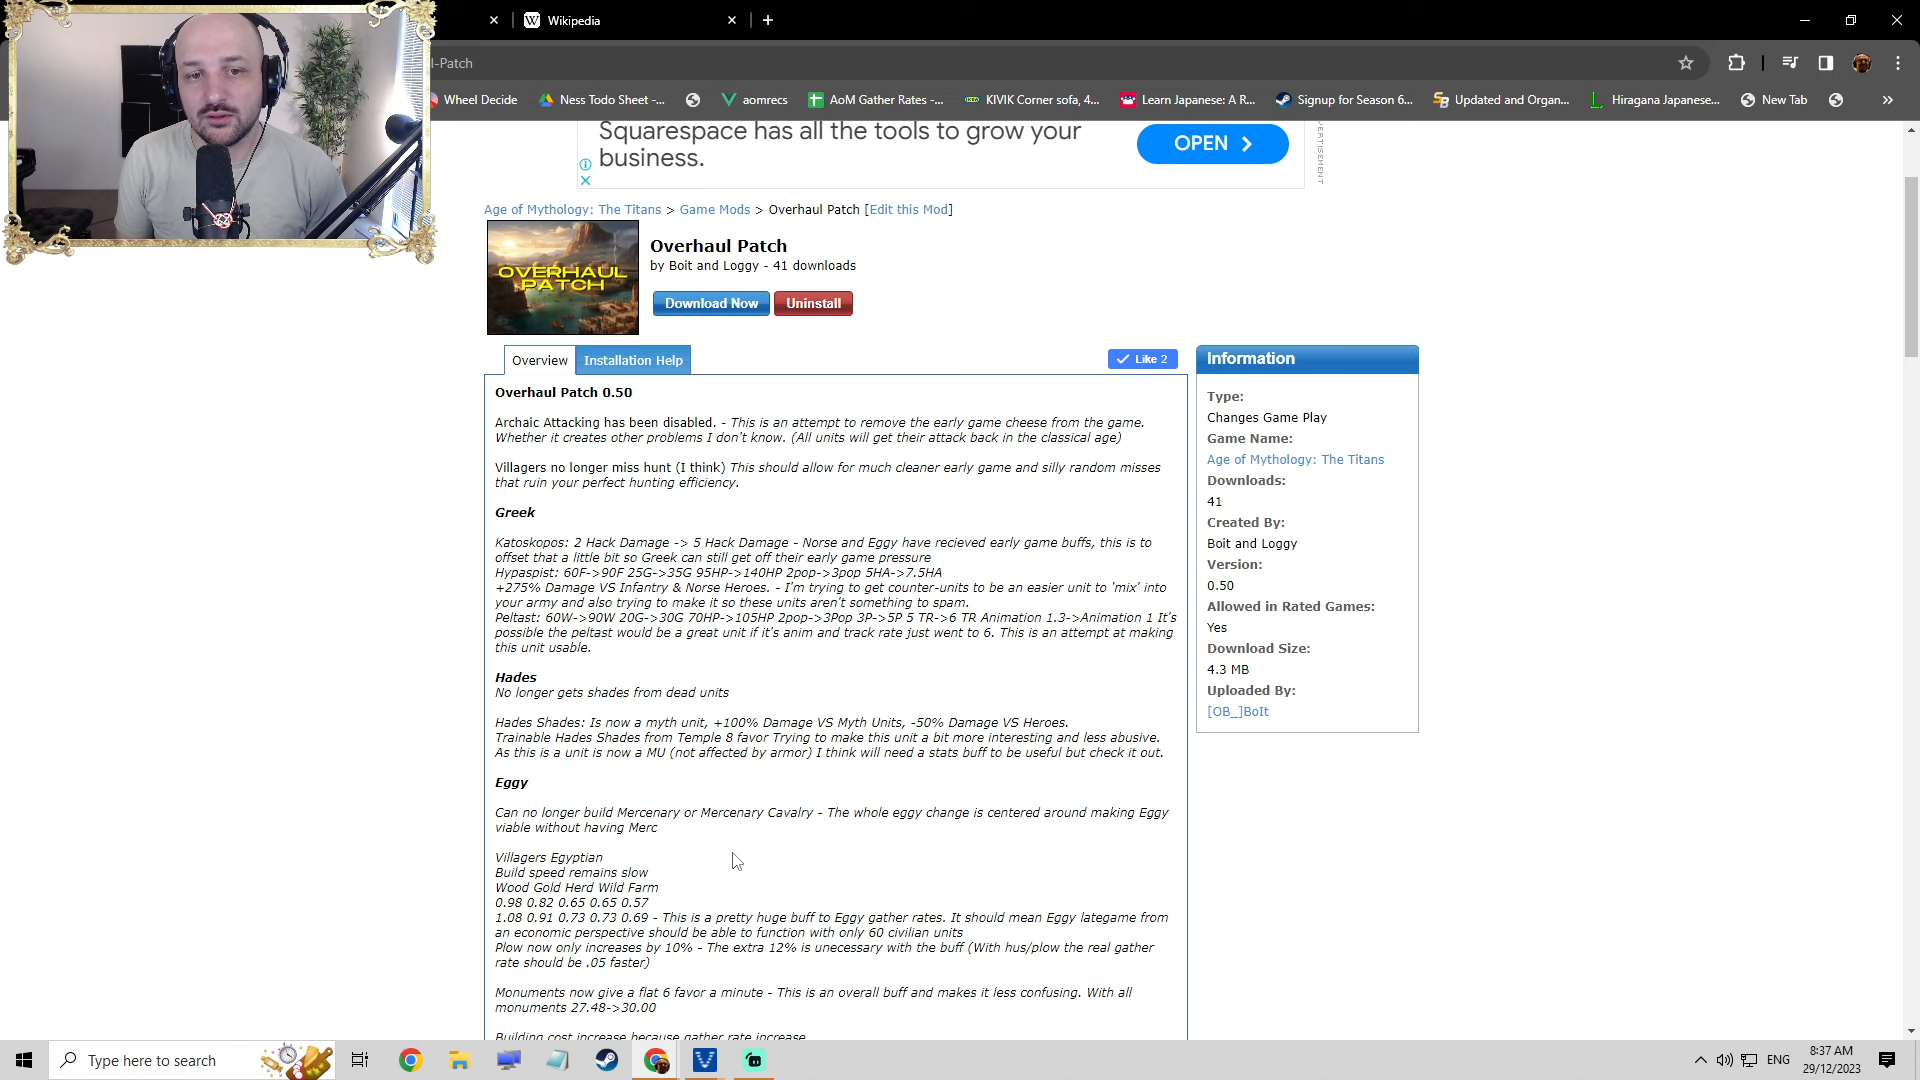 Wikipedia
l-Patch
Wheel Decide
Ness Todo Sheet -...
aomrecs
AoM Gather Rates -...
KIVIK Corner sofa, 4...
Learn Japanese: A R...
Signup for Season 6...
Updated and Organ...
Hiragana Japanese...
New Tab
Squarespace has all the tools to grow your
business.
OPEN
Age of Mythology: The Titans > Game Mods > Overhaul Patch [Edit this Mod]
OVERHAUL
PATCH
Overhaul Patch
by Boit and Loggy - 41 downloads
Download Now
Uninstall
Overview
Installation Help
Like 2
Overhaul Patch 0.50
Archaic Attacking has been disabled. - This is an attempt to remove the early game cheese from the game.
Whether it creates other problems I don't know. (All units will get their attack back in the classical age)
Villagers no longer miss hunt (I think) This should allow for much cleaner early game and silly random misses
that ruin your perfect hunting efficiency.
Greek
Katoskopos: 2 Hack Damage -> 5 Hack Damage - Norse and Eggy have recieved early game buffs, this is to
offset that a little bit so Greek can still get off their early game pressure
Hypaspist: 60F->90F 25G->35G 95HP->140HP 2pop->3pop 5HA->7.5HA
+275% Damage VS Infantry & Norse Heroes. - I'm trying to get counter-units to be an easier unit to 'mix' into
your army and also trying to make it so these units aren't something to spam.
Peltast: 60W->90W 20G->30G 70HP->105HP 2pop->3Pop 3P->5P 5 TR->6 TR Animation 1.3->Animation 1 It's
possible the peltast would be a great unit if it's anim and track rate just went to 6. This is an attempt at making
this unit usable.
Hades
No longer gets shades from dead units
Hades Shades: Is now a myth unit, +100% Damage VS Myth Units, -50% Damage VS Heroes.
Trainable Hades Shades from Temple 8 favor Trying to make this unit a bit more interesting and less abusive.
As this is a unit is now a MU (not affected by armor) I think will need a stats buff to be useful but check it out.
Eggy
Can no longer build Mercenary or Mercenary Cavalry - The whole eggy change is centered around making Eggy
viable without having Merc
Villagers Egyptian
Build speed remains slow
Wood Gold Herd Wild Farm
0.98 0.82 0.65 0.65 0.57
1.08 0.91 0.73 0.73 0.69 - This is a pretty huge buff to Eggy gather rates. It should mean Eggy lategame from
an economic perspective should be able to function with only 60 civilian units
Plow now only increases by 10% - The extra 12% is unecessary with the buff (With hus/plow the real gather
rate should be .05 faster)
Monuments now give a flat 6 favor a minute - This is an overall buff and makes it less confusing. With all
monuments 27.48->30.00
Building cost increase because gather rate increase
Information
Type:
Changes Game Play
Game Name:
Age of Mythology: The Titans
Downloads:
41
Created By:
Boit and Loggy
Version:
0.50
Allowed in Rated Games:
Yes
Download Size:
4.3 MB
Uploaded By:
[OB_]BoIt
Type here to search
ENG
8:37 AM
29/12/2023